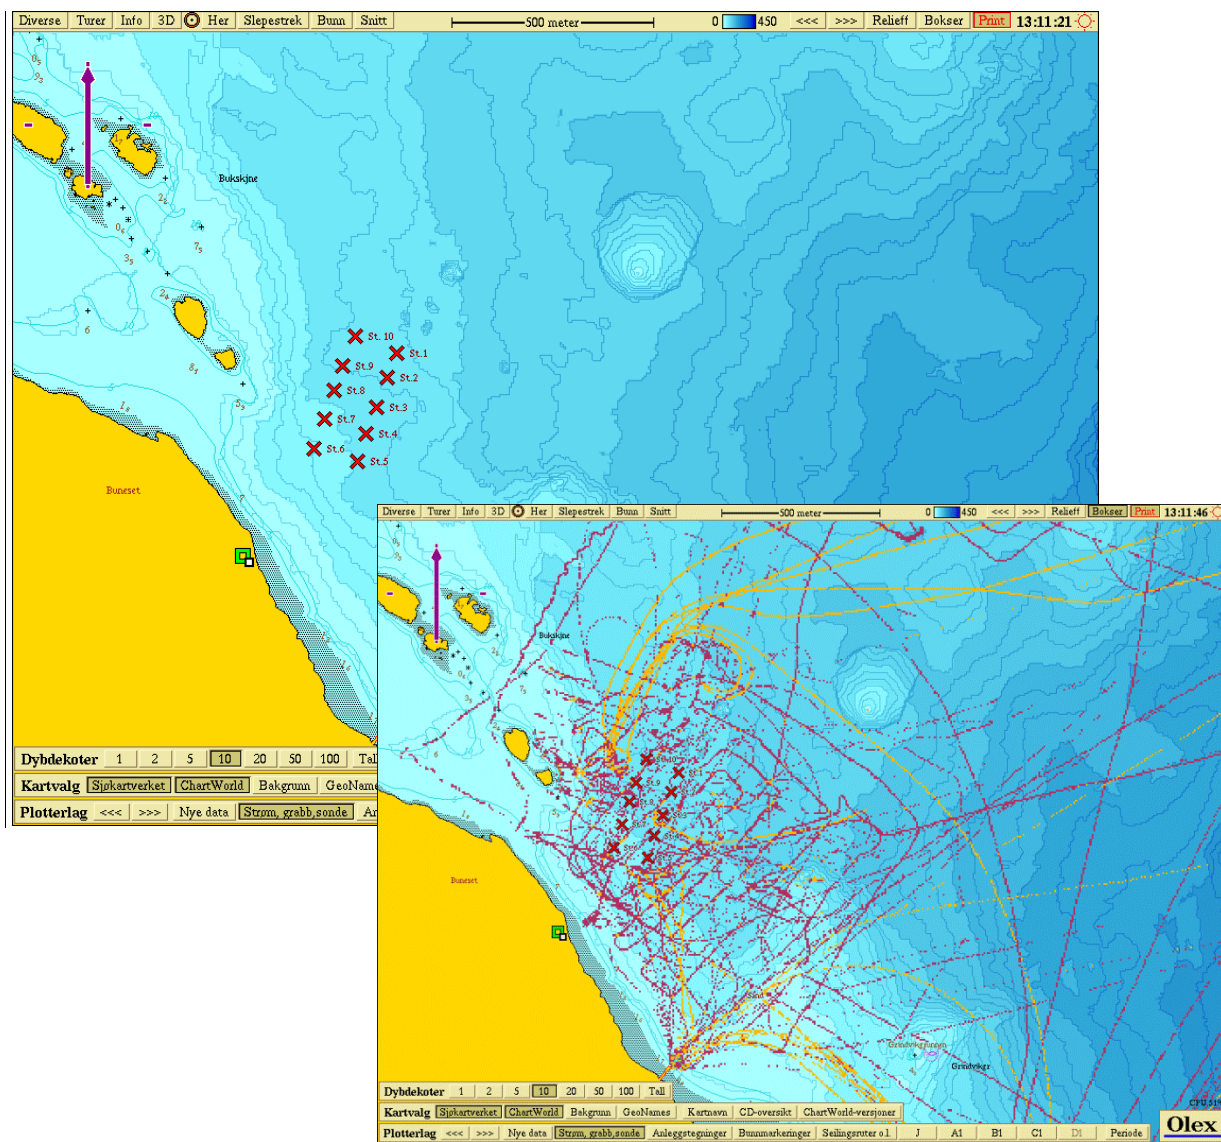 Diverse Turer Info 3D Her Slepestrek Bunn Snitt 500 meter 0 450 <<< >>> Relieff Bokser Print 13:11:21
Bukskjne
St. 10
St.1
St.9
St.2
St.8
St.3
St.7
St.4
St.6
St.5
Buneset
Dybdekoter 1 2 5 10 20 50 100 Tal
Kartvalg Sjøkartverket ChartWorld Bakgrunn GeoName
Plotterlag <<< >>> Nye data Strøm, grabb,sonde
Diverse Turer Info 3D Her Slepestrek Bunn Snitt 500 meter 0 450 <<< >>> Relieff Bokser Print 13:11:46
Bukskjne
Buneset
Sand
Grindvikgrunnen
Grindvikgr
Dybdekoter 1 2 5 10 20 50 100 Tall
Kartvalg Sjøkartverket ChartWorld Bakgrunn GeoNames Kartnavn CD-oversikt ChartWorld-versjoner
Plotterlag <<< >>> Nye data Strøm, grabb,sonde Anleggstegninger Bunnmarkeringer Seilingsruter o.l. J A1 B1 C1 D1 Periode
Olex